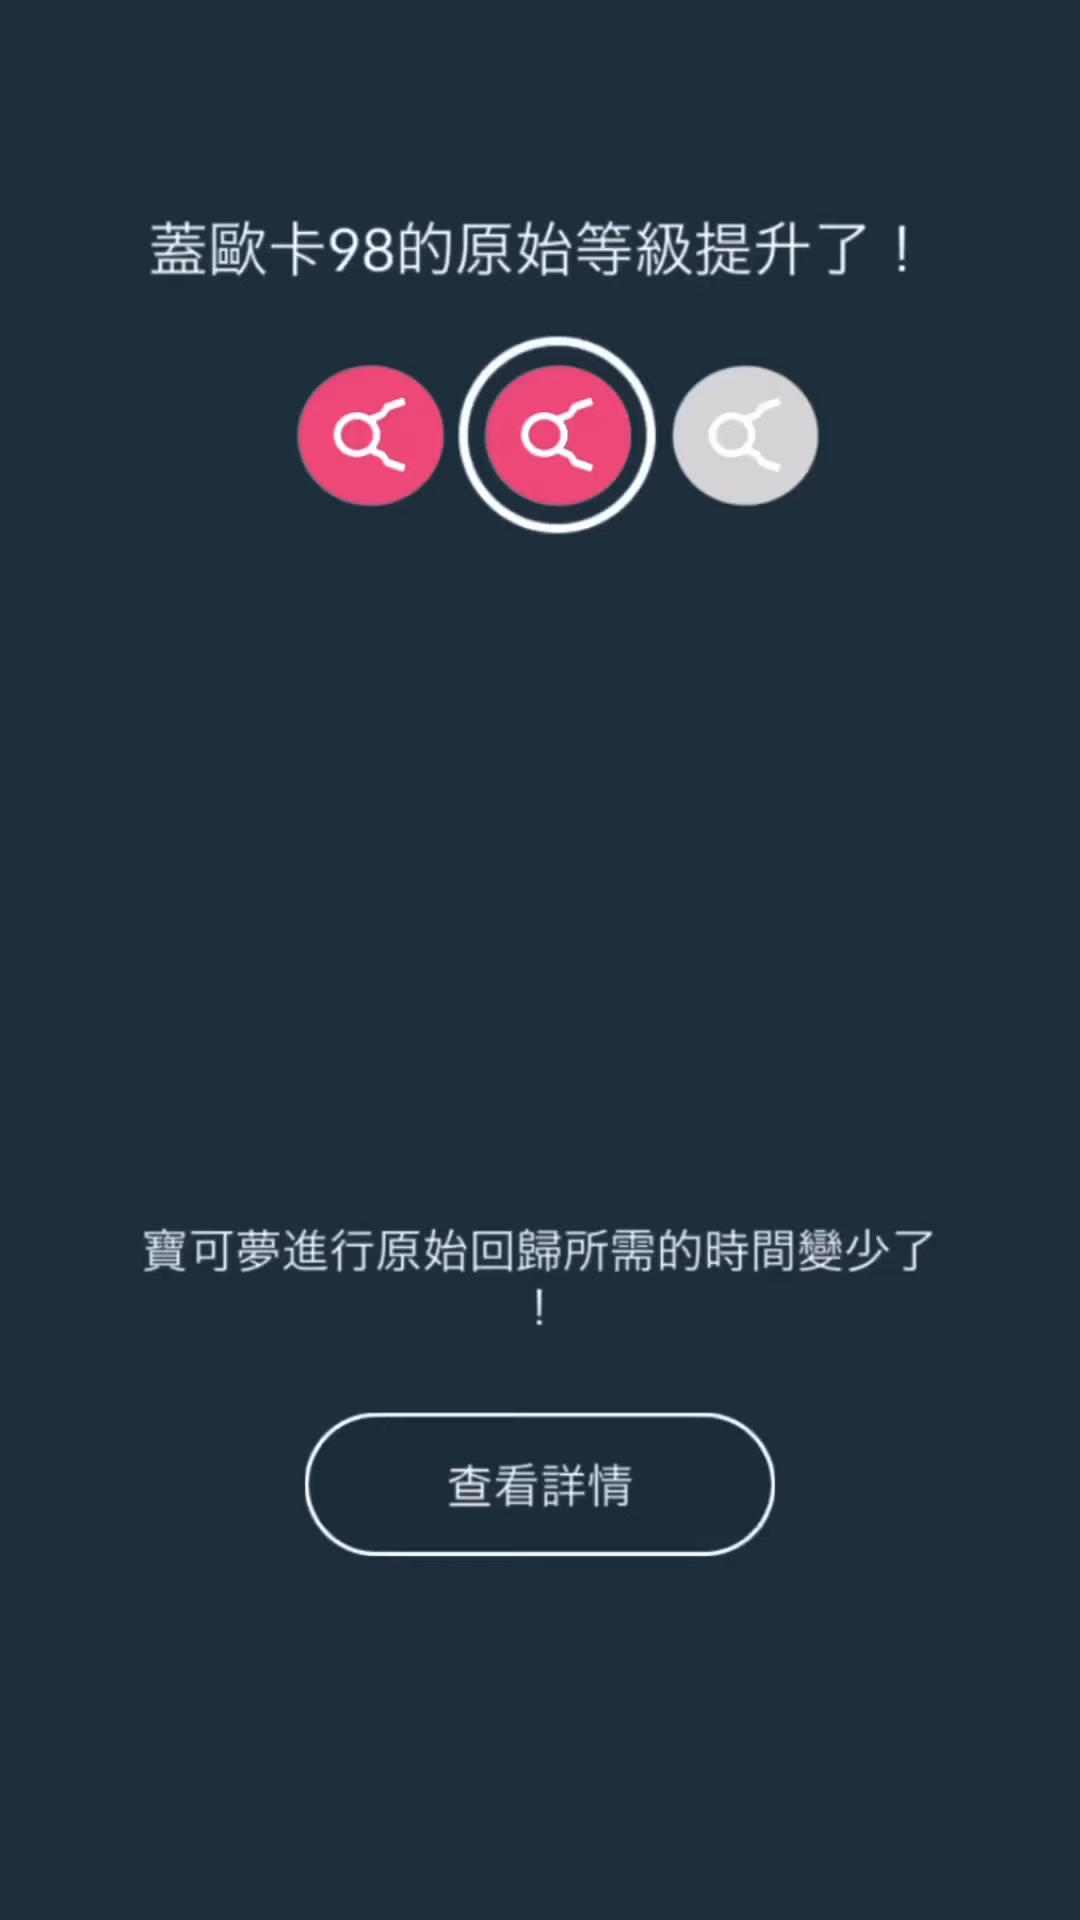 蓋歐卡98的原始等級提升了！
寶可夢進行原始回歸所需的時間變少了
！
查看詳情